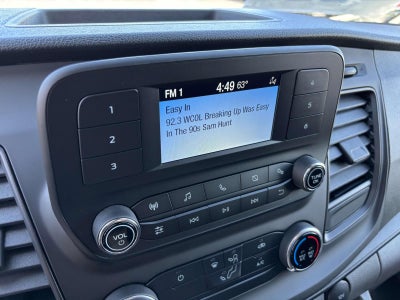 FM 1 4:49 63°
Easy In
92.3 WCOL Breaking Up Was Easy
In The 90s Sam Hunt
1
2
3
4
5
6
VOL
TUNE
A/C